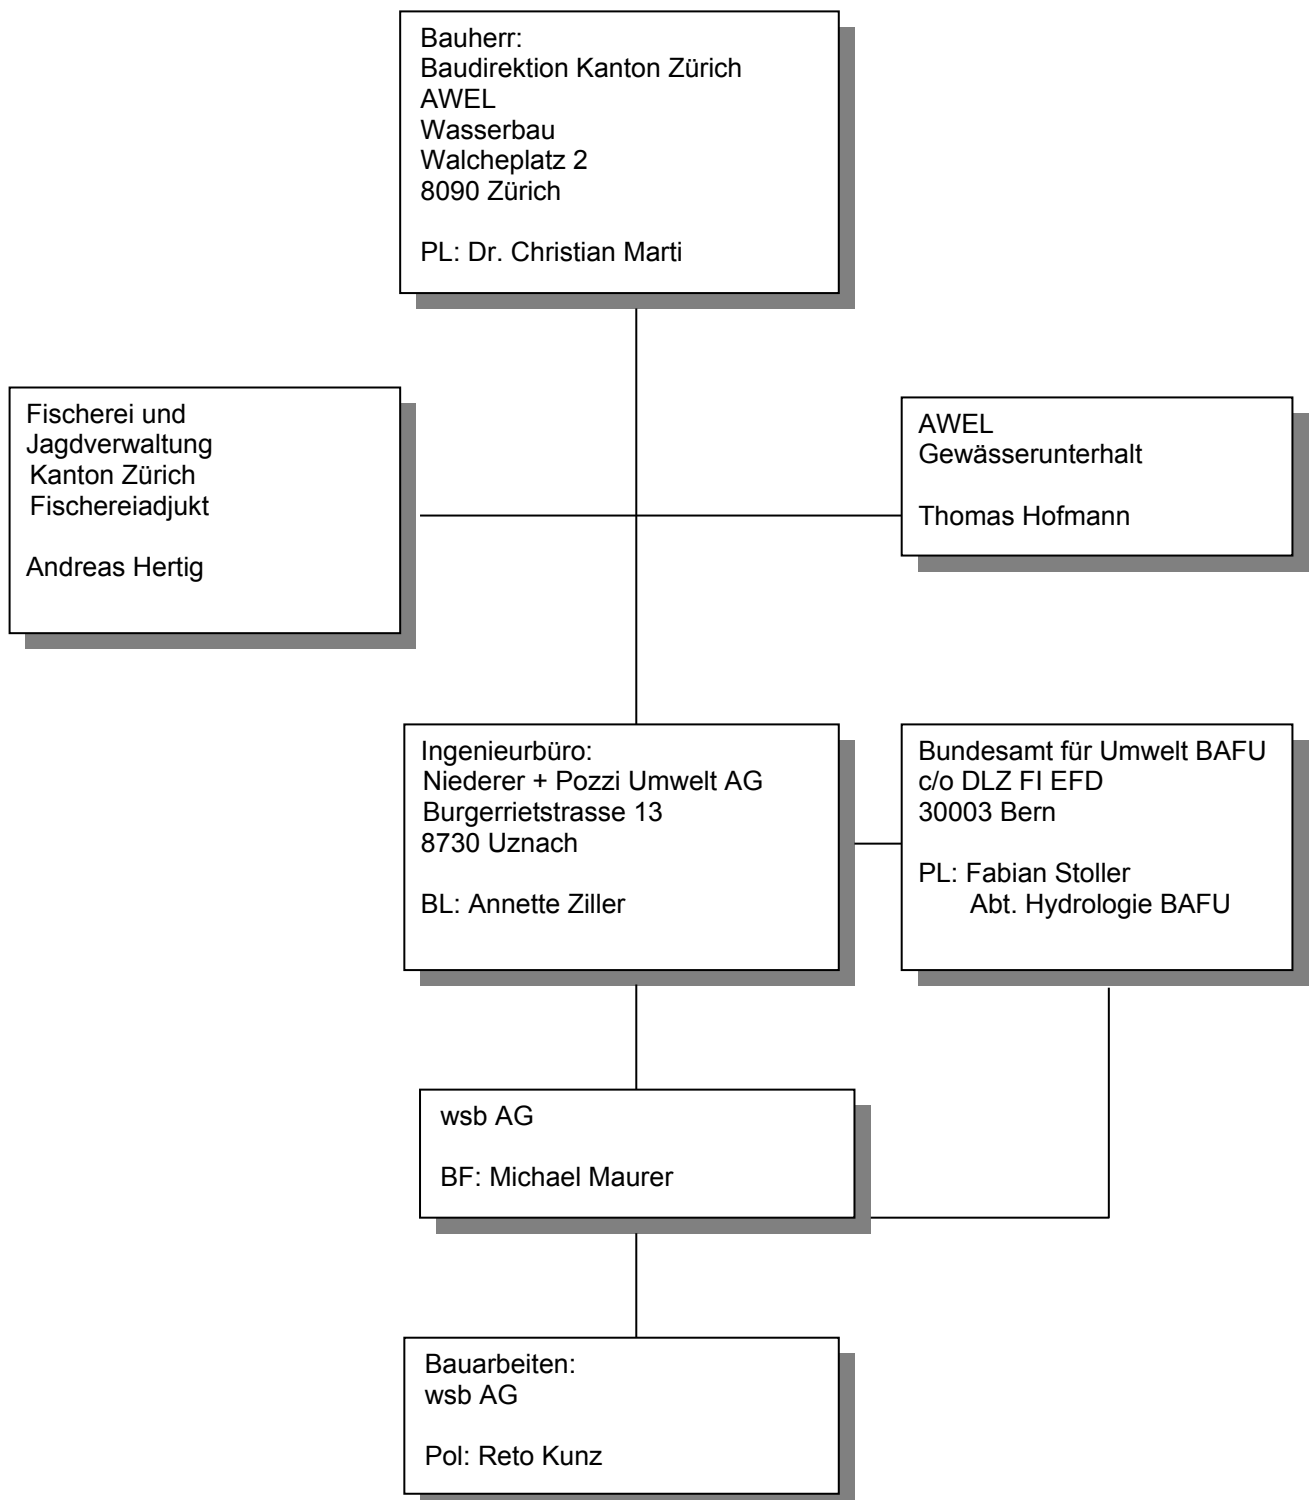 Bauherr:
Baudirektion Kanton Zürich
AWEL
Wasserbau
Walcheplatz 2
8090 Zürich
PL: Dr. Christian Marti
Fischerei und
Jagdverwaltung
Kanton Zürich
Fischereiadjukt
Andreas Hertig
AWEL
Gewässerunterhalt
Thomas Hofmann
Ingenieurbüro:
Niederer + Pozzi Umwelt AG
Burgerrietstrasse 13
8730 Uznach
BL: Annette Ziller
Bundesamt für Umwelt BAFU
c/o DLZ FI EFD
30003 Bern
PL: Fabian Stoller
Abt. Hydrologie BAFU
wsb AG
BF: Michael Maurer
Bauarbeiten:
wsb AG
Pol: Reto Kunz